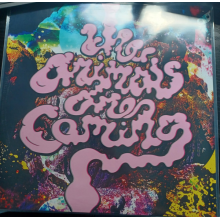 the
Animals
are
Coming